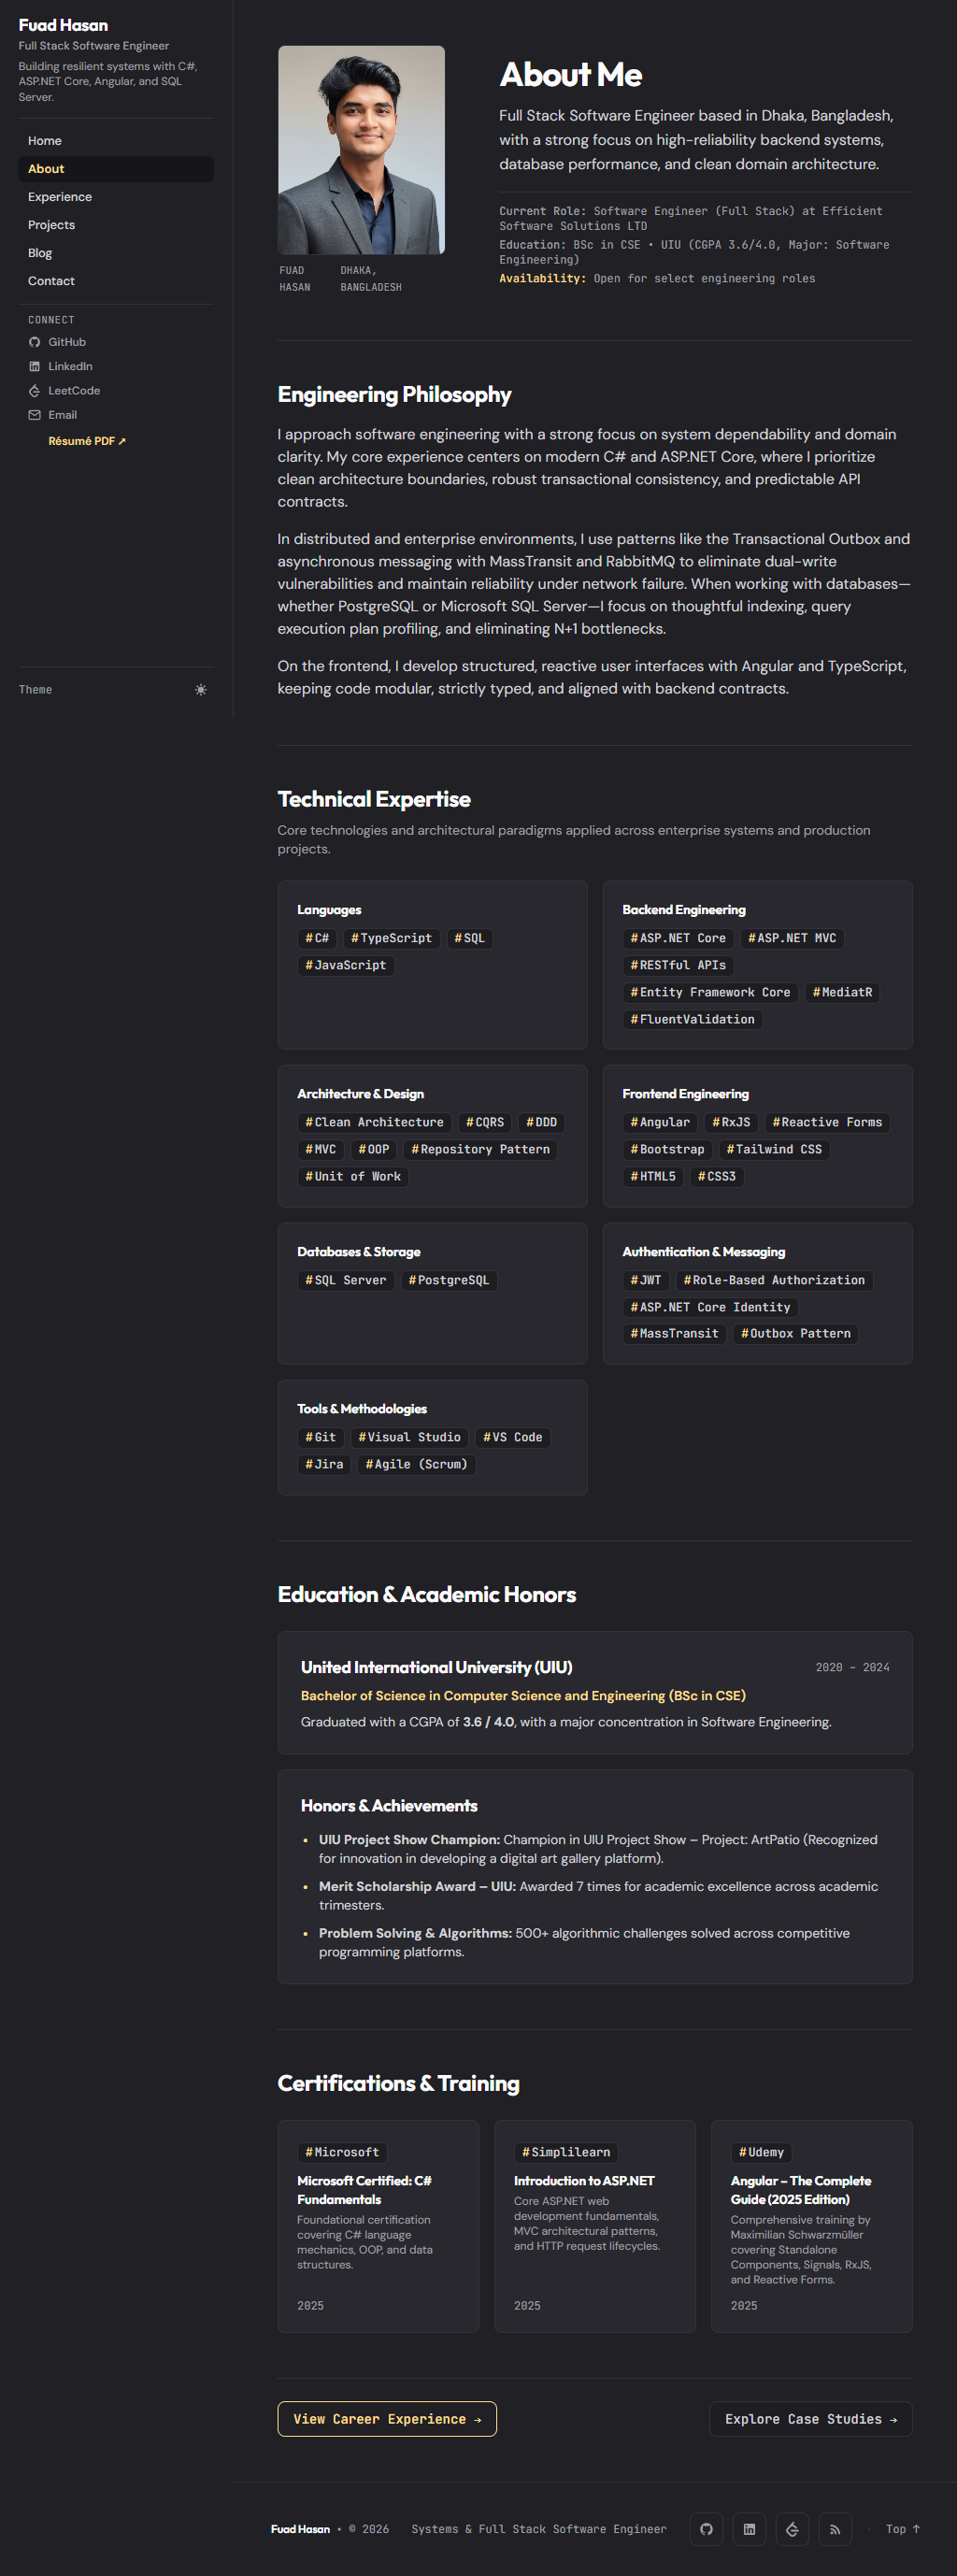 Fuad Hasan
Full Stack Software Engineer
Building resilient systems with C#,
ASP.NET Core, Angular, and SQL
Server.
Home
About
Experience
Projects
Blog
Contact
CONNECT
GitHub
LinkedIn
LeetCode
Email
Résumé PDF ↗
Theme
FUAD
HASAN
DHAKA,
BANGLADESH
About Me
Full Stack Software Engineer based in Dhaka, Bangladesh,
with a strong focus on high-reliability backend systems,
database performance, and clean domain architecture.
Current Role: Software Engineer (Full Stack) at Efficient
Software Solutions LTD
Education: BSc in CSE • UIU (CGPA 3.6/4.0, Major: Software
Engineering)
Availability: Open for select engineering roles
Engineering Philosophy
I approach software engineering with a strong focus on system dependability and domain
clarity. My core experience centers on modern C# and ASP.NET Core, where I prioritize
clean architecture boundaries, robust transactional consistency, and predictable API
contracts.
In distributed and enterprise environments, I use patterns like the Transactional Outbox and
asynchronous messaging with MassTransit and RabbitMQ to eliminate dual-write
vulnerabilities and maintain reliability under network failure. When working with databases—
whether PostgreSQL or Microsoft SQL Server—I focus on thoughtful indexing, query
execution plan profiling, and eliminating N+1 bottlenecks.
On the frontend, I develop structured, reactive user interfaces with Angular and TypeScript,
keeping code modular, strictly typed, and aligned with backend contracts.
Technical Expertise
Core technologies and architectural paradigms applied across enterprise systems and production
projects.
Languages
#C# #TypeScript #SQL
#JavaScript
Backend Engineering
#ASP.NET Core #ASP.NET MVC
#RESTful APIs
#Entity Framework Core #MediatR
#FluentValidation
Architecture & Design
#Clean Architecture #CQRS #DDD
#MVC #OOP #Repository Pattern
#Unit of Work
Frontend Engineering
#Angular #RxJS #Reactive Forms
#Bootstrap #Tailwind CSS
#HTML5 #CSS3
Databases & Storage
#SQL Server #PostgreSQL
Authentication & Messaging
#JWT #Role-Based Authorization
#ASP.NET Core Identity
#MassTransit #Outbox Pattern
Tools & Methodologies
#Git #Visual Studio #VS Code
#Jira #Agile (Scrum)
Education & Academic Honors
United International University (UIU) 2020 – 2024
Bachelor of Science in Computer Science and Engineering (BSc in CSE)
Graduated with a CGPA of 3.6 / 4.0, with a major concentration in Software Engineering.
Honors & Achievements
• UIU Project Show Champion: Champion in UIU Project Show – Project: ArtPatio (Recognized
for innovation in developing a digital art gallery platform).
• Merit Scholarship Award – UIU: Awarded 7 times for academic excellence across academic
trimesters.
• Problem Solving & Algorithms: 500+ algorithmic challenges solved across competitive
programming platforms.
Certifications & Training
#Microsoft
Microsoft Certified: C#
Fundamentals
Foundational certification
covering C# language
mechanics, OOP, and data
structures.
2025
#Simplilearn
Introduction to ASP.NET
Core ASP.NET web
development fundamentals,
MVC architectural patterns,
and HTTP request lifecycles.
2025
#Udemy
Angular – The Complete
Guide (2025 Edition)
Comprehensive training by
Maximilian Schwarzmüller
covering Standalone
Components, Signals, RxJS,
and Reactive Forms.
2025
View Career Experience →
Explore Case Studies →
Fuad Hasan • © 2026 Systems & Full Stack Software Engineer · Top ↑